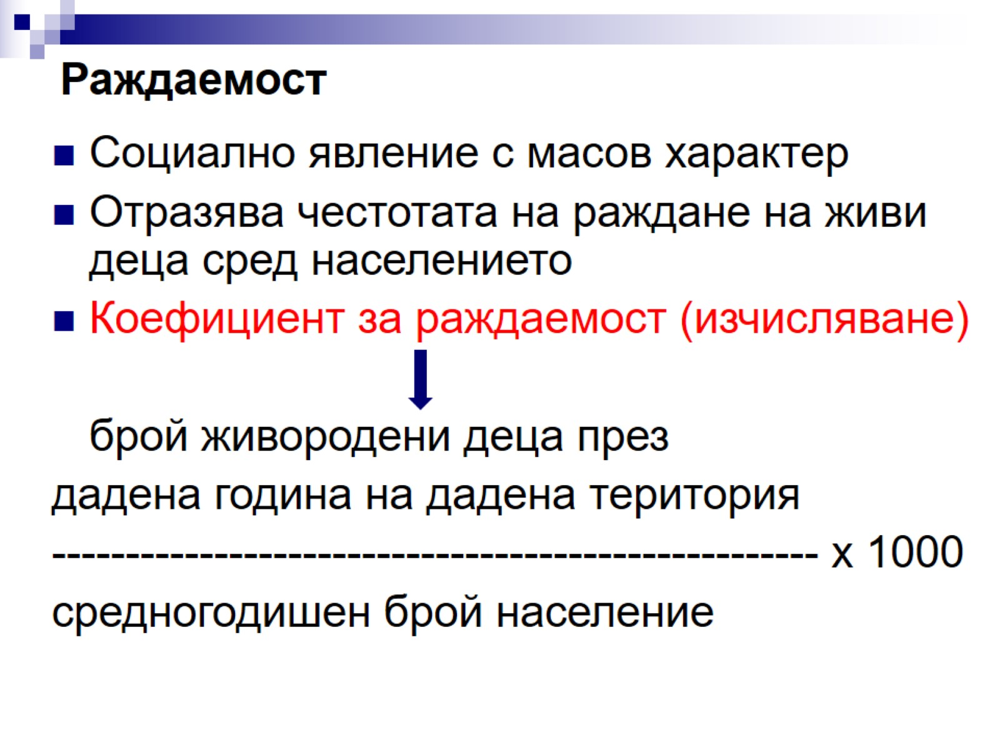 Раждаемост
Социално явление с масов характер
Отразява честотата на раждане на живи
деца сред населението
Коефициент за раждаемост (изчисляване)
брой живородени деца през
дадена година на дадена територия
---------------------------------------------------- х 1000
средногодишен брой население